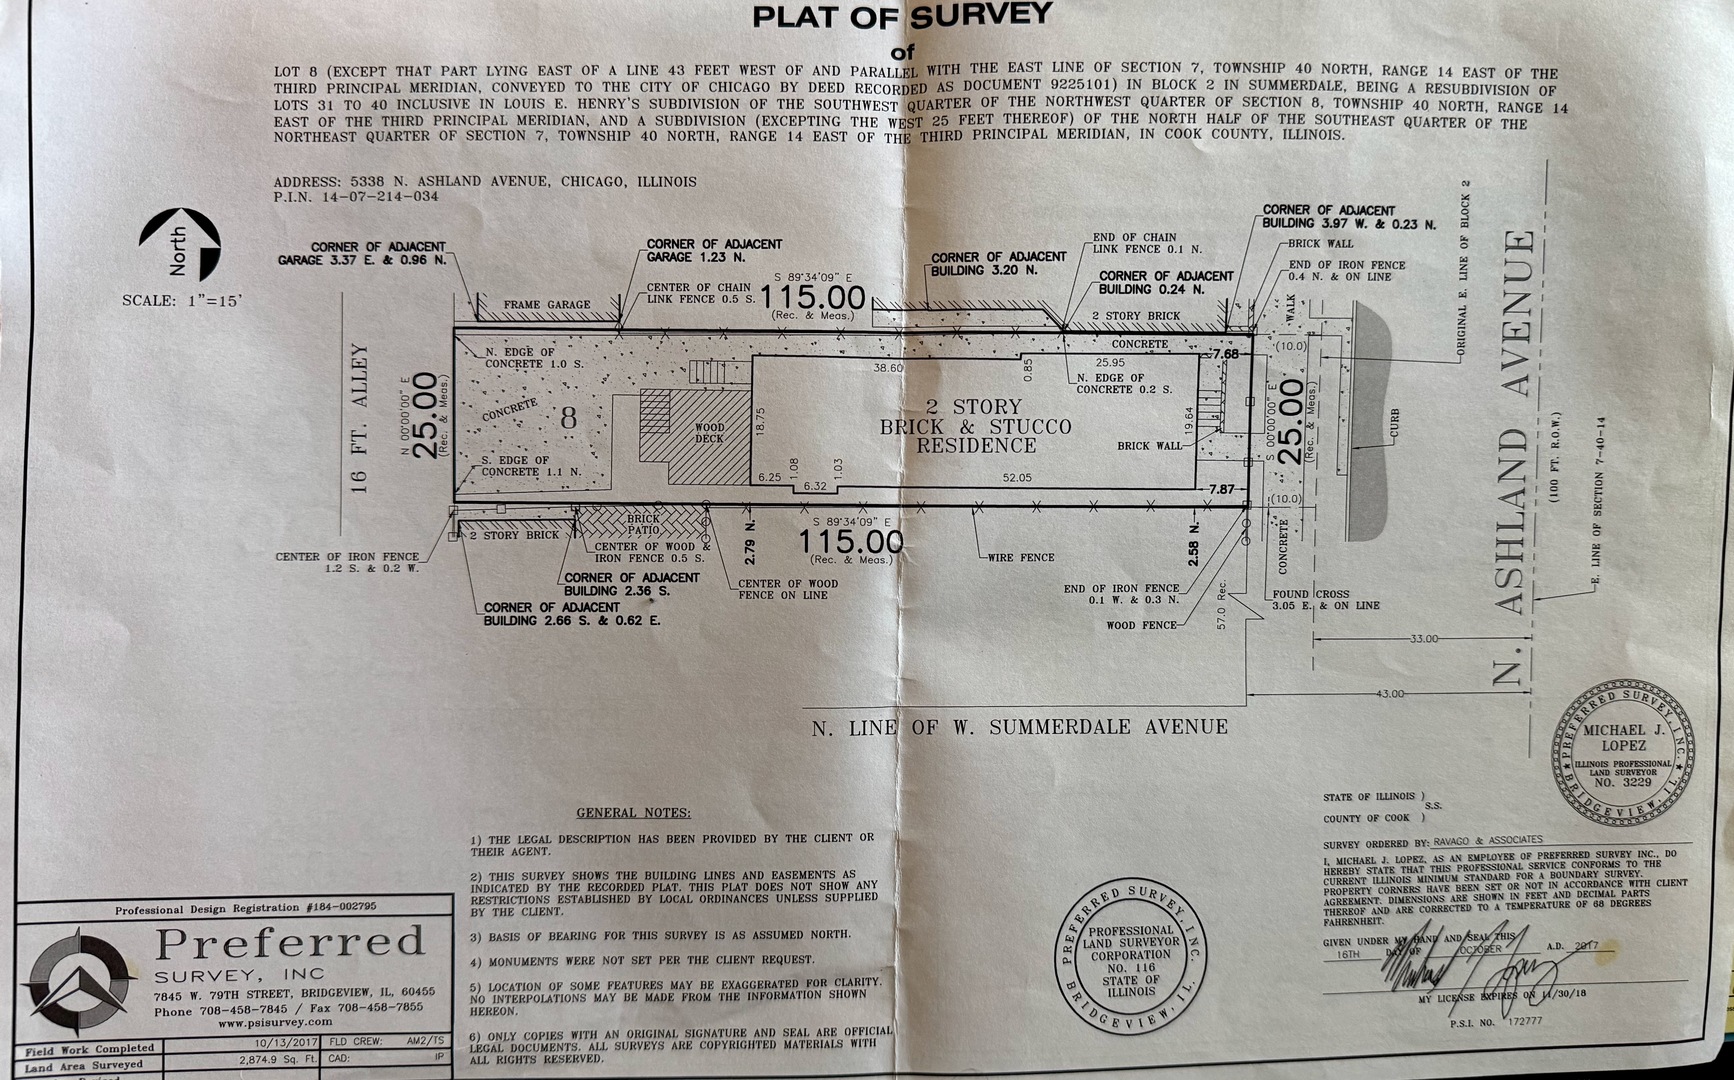 PLAT OF SURVEY
of
LOT 8 (EXCEPT THAT PART LYING EAST OF A LINE 43 FEET WEST OF AND PARALLEL WITH THE EAST LINE OF SECTION 7, TOWNSHIP 40 NORTH, RANGE 14 EAST OF THE
THIRD PRINCIPAL MERIDIAN, CONVEYED TO THE CITY OF CHICAGO BY DEED RECORDED AS DOCUMENT 9225101) IN BLOCK 2 IN SUMMERDALE, BEING A RESUBDIVISION OF
LOTS 31 TO 40 INCLUSIVE IN LOUIS E. HENRY'S SUBDIVISION OF THE SOUTHWEST QUARTER OF THE NORTHWEST QUARTER OF SECTION 8, TOWNSHIP 40 NORTH, RANGE 14
EAST OF THE THIRD PRINCIPAL MERIDIAN, AND A SUBDIVISION (EXCEPTING THE WEST 25 FEET THEREOF) OF THE NORTH HALF OF THE SOUTHEAST QUARTER OF THE
NORTHEAST QUARTER OF SECTION 7, TOWNSHIP 40 NORTH, RANGE 14 EAST OF THE THIRD PRINCIPAL MERIDIAN, IN COOK COUNTY, ILLINOIS.
ADDRESS: 5338 N. ASHLAND AVENUE, CHICAGO, ILLINOIS
P.I.N. 14-07-214-034
North
SCALE: 1"=15'
CORNER OF ADJACENT
GARAGE 3.37 E. & 0.96 N.
CORNER OF ADJACENT
GARAGE 1.23 N.
FRAME GARAGE
CENTER OF CHAIN
LINK FENCE 0.5 S.
S 89°34'09" E
115.00
(Rec. & Meas.)
CORNER OF ADJACENT
BUILDING 3.20 N.
END OF CHAIN
LINK FENCE 0.1 N.
CORNER OF ADJACENT
BUILDING 0.24 N.
2 STORY BRICK
CORNER OF ADJACENT
BUILDING 3.97 W. & 0.23 N.
BRICK WALL
END OF IRON FENCE
0.4 N. & ON LINE
WALK
ORIGINAL E. LINE OF BLOCK 2
16 FT. ALLEY
N 00°00'00" E
25.00
(Rec. & Meas.)
N. EDGE OF
CONCRETE 1.0 S.
CONCRETE
8
S. EDGE OF
CONCRETE 1.1 N.
WOOD
DECK
38.60
0.85
25.95
CONCRETE
7.68
(10.0)
N. EDGE OF
CONCRETE 0.2 S.
18.75
2 STORY
BRICK & STUCCO
RESIDENCE
19.64
BRICK WALL
6.25
1.08
6.32
1.03
52.05
7.87
S 00°00'00" E
25.00
(Rec. & Meas.)
(10.0)
CURB
N. ASHLAND AVENUE
(100 FT. R.O.W.)
E. LINE OF SECTION 7-40-14
2 STORY BRICK
BRICK
PATIO
CENTER OF IRON FENCE
1.2 S. & 0.2 W.
CENTER OF WOOD &
IRON FENCE 0.5 S.
CORNER OF ADJACENT
BUILDING 2.36 S.
CORNER OF ADJACENT
BUILDING 2.66 S. & 0.62 E.
2.79 N.
CENTER OF WOOD
FENCE ON LINE
S 89°34'09" E
115.00
(Rec. & Meas.)
WIRE FENCE
2.58 N.
END OF IRON FENCE
0.1 W. & 0.3 N.
WOOD FENCE
57.0 Rec.
CONCRETE
FOUND CROSS
3.05 E. & ON LINE
33.00
43.00
N. LINE OF W. SUMMERDALE AVENUE
GENERAL NOTES:
1) THE LEGAL DESCRIPTION HAS BEEN PROVIDED BY THE CLIENT OR
THEIR AGENT.
2) THIS SURVEY SHOWS THE BUILDING LINES AND EASEMENTS AS
INDICATED BY THE RECORDED PLAT. THIS PLAT DOES NOT SHOW ANY
RESTRICTIONS ESTABLISHED BY LOCAL ORDINANCES UNLESS SUPPLIED
BY THE CLIENT.
3) BASIS OF BEARING FOR THIS SURVEY IS AS ASSUMED NORTH.
4) MONUMENTS WERE NOT SET PER THE CLIENT REQUEST.
5) LOCATION OF SOME FEATURES MAY BE EXAGGERATED FOR CLARITY.
NO INTERPOLATIONS MAY BE MADE FROM THE INFORMATION SHOWN
HEREON.
6) ONLY COPIES WITH AN ORIGINAL SIGNATURE AND SEAL ARE OFFICIAL
LEGAL DOCUMENTS. ALL SURVEYS ARE COPYRIGHTED MATERIALS WITH
ALL RIGHTS RESERVED.
Professional Design Registration #184-002795
Preferred
SURVEY, INC
7845 W. 79TH STREET, BRIDGEVIEW, IL, 60455
Phone 708-458-7845 / Fax 708-458-7855
www.psisurvey.com
Field Work Completed 10/13/2017 FLD CREW: AM2/TS
Land Area Surveyed 2,874.9 Sq. Ft. CAD: IP
PREFERRED SURVEY, INC.
PROFESSIONAL
LAND SURVEYOR
CORPORATION
NO. 116
STATE OF
ILLINOIS
BRIDGEVIEW, IL.
PREFERRED SURVEY, INC.
MICHAEL J.
LOPEZ
ILLINOIS PROFESSIONAL
LAND SURVEYOR
NO. 3229
BRIDGEVIEW, IL
STATE OF ILLINOIS )
S.S.
COUNTY OF COOK )
SURVEY ORDERED BY: RAVAGO & ASSOCIATES
I, MICHAEL J. LOPEZ, AS AN EMPLOYEE OF PREFERRED SURVEY INC., DO
HEREBY STATE THAT THIS PROFESSIONAL SERVICE CONFORMS TO THE
CURRENT ILLINOIS MINIMUM STANDARD FOR A BOUNDARY SURVEY.
PROPERTY CORNERS HAVE BEEN SET OR NOT IN ACCORDANCE WITH CLIENT
AGREEMENT. DIMENSIONS ARE SHOWN IN FEET AND DECIMAL PARTS
THEREOF AND ARE CORRECTED TO A TEMPERATURE OF 68 DEGREES
FAHRENHEIT.
GIVEN UNDER MY HAND AND SEAL THIS
16TH DAY OF OCTOBER A.D. 2017
MY LICENSE EXPIRES ON 11/30/18
P.S.I. NO. 172777